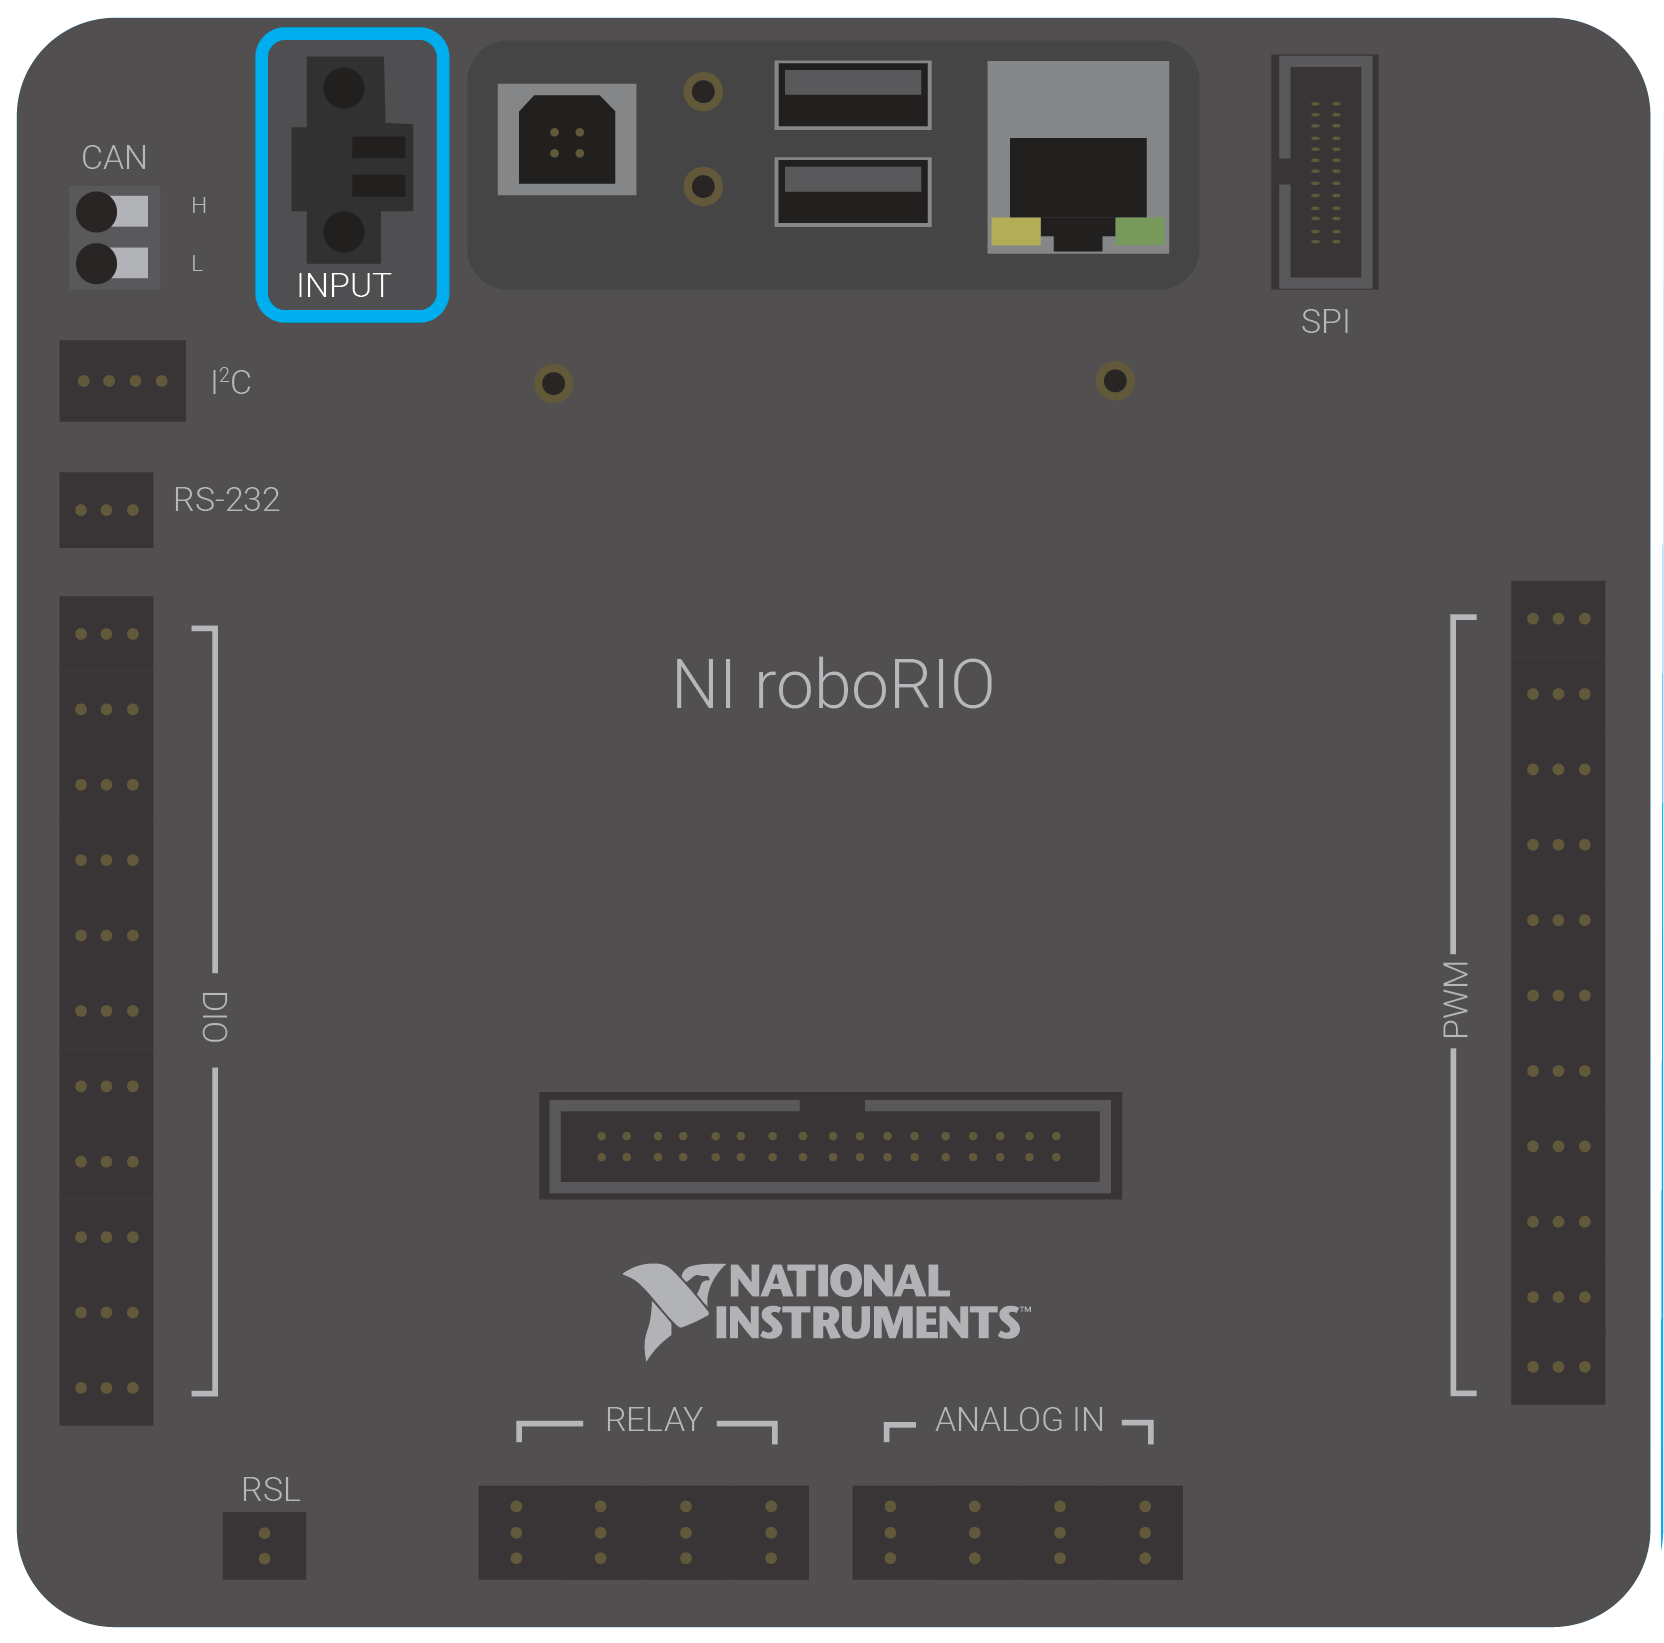 CAN
H
L
INPUT
SPI
I²C
RS-232
NI roboRIO
DIO
PWM
NATIONAL
INSTRUMENTS™
RELAY
ANALOG IN
RSL